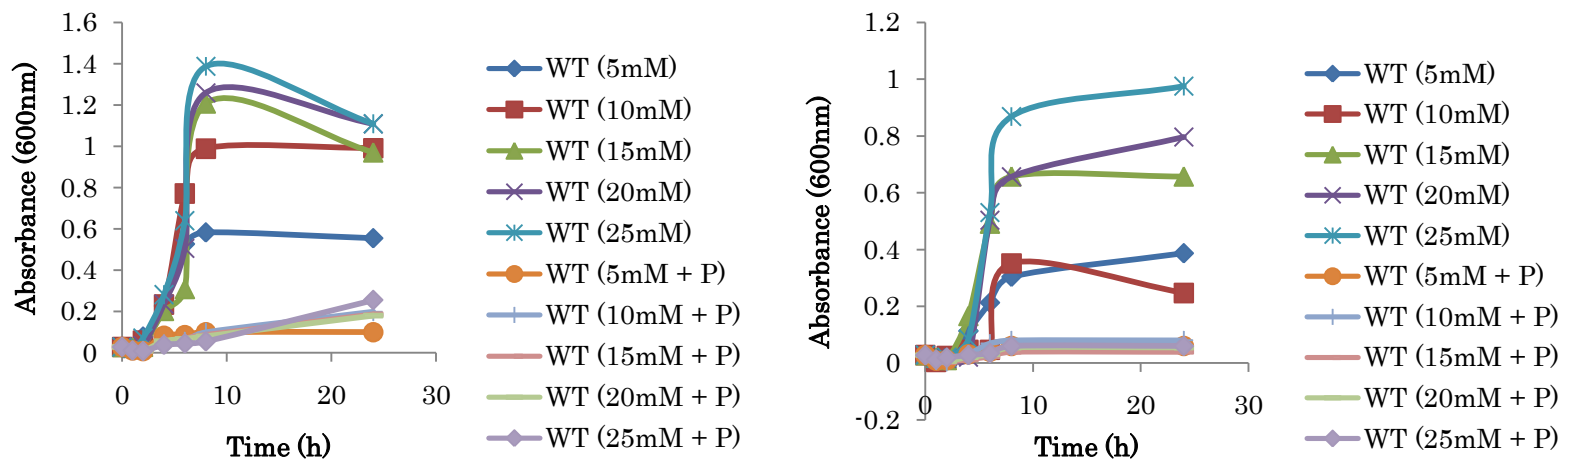 1.6
1.4
1.2
1
0.8
0.6
0.4
0.2
0
0 10 20 30
Absorbance (600nm)
Time (h)
WT (5mM)
WT (10mM)
WT (15mM)
WT (20mM)
WT (25mM)
WT (5mM + P)
WT (10mM + P)
WT (15mM + P)
WT (20mM + P)
WT (25mM + P)
1.2
1
0.8
0.6
0.4
0.2
0
-0.2
0 10 20 30
Absorbance (600nm)
Time (h)
WT (5mM)
WT (10mM)
WT (15mM)
WT (20mM)
WT (25mM)
WT (5mM + P)
WT (10mM + P)
WT (15mM + P)
WT (20mM + P)
WT (25mM + P)